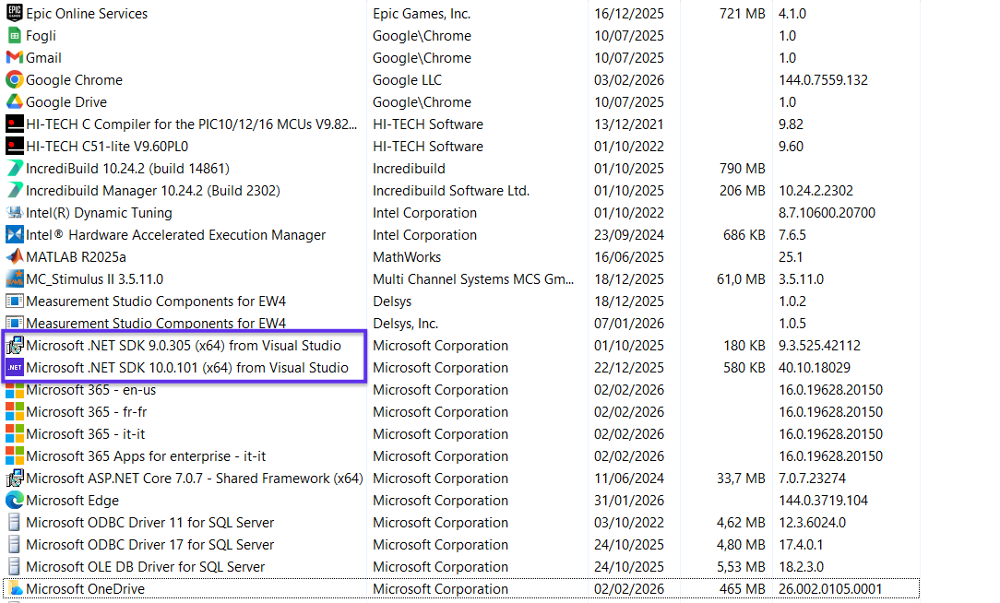 Epic Online Services Epic Games, Inc. 16/12/2025 721 MB 4.1.0
Fogli Google\Chrome 10/07/2025 1.0
Gmail Google\Chrome 10/07/2025 1.0
Google Chrome Google LLC 03/02/2026 144.0.7559.132
Google Drive Google\Chrome 10/07/2025 1.0
HI-TECH C Compiler for the PIC10/12/16 MCUs V9.82... HI-TECH Software 13/12/2021 9.82
HI-TECH C51-lite V9.60PL0 HI-TECH Software 01/10/2022 9.60
IncrediBuild 10.24.2 (build 14861) Incredibuild 01/10/2025 790 MB
Incredibuild Manager 10.24.2 (Build 2302) Incredibuild Software Ltd. 01/10/2025 206 MB 10.24.2.2302
Intel(R) Dynamic Tuning Intel Corporation 01/10/2022 8.7.10600.20700
Intel® Hardware Accelerated Execution Manager Intel Corporation 23/09/2024 686 KB 7.6.5
MATLAB R2025a MathWorks 16/06/2025 25.1
MC_Stimulus II 3.5.11.0 Multi Channel Systems MCS Gm... 18/12/2025 61,0 MB 3.5.11.0
Measurement Studio Components for EW4 Delsys 18/12/2025 1.0.2
Measurement Studio Components for EW4 Delsys, Inc. 07/01/2026 1.0.5
Microsoft .NET SDK 9.0.305 (x64) from Visual Studio Microsoft Corporation 01/10/2025 180 KB 9.3.525.42112
.NET Microsoft .NET SDK 10.0.101 (x64) from Visual Studio Microsoft Corporation 22/12/2025 580 KB 40.10.18029
Microsoft 365 - en-us Microsoft Corporation 02/02/2026 16.0.19628.20150
Microsoft 365 - fr-fr Microsoft Corporation 02/02/2026 16.0.19628.20150
Microsoft 365 - it-it Microsoft Corporation 02/02/2026 16.0.19628.20150
Microsoft 365 Apps for enterprise - it-it Microsoft Corporation 02/02/2026 16.0.19628.20150
Microsoft ASP.NET Core 7.0.7 - Shared Framework (x64) Microsoft Corporation 11/06/2024 33,7 MB 7.0.7.23274
Microsoft Edge Microsoft Corporation 31/01/2026 144.0.3719.104
Microsoft ODBC Driver 11 for SQL Server Microsoft Corporation 03/10/2022 4,62 MB 12.3.6024.0
Microsoft ODBC Driver 17 for SQL Server Microsoft Corporation 24/10/2025 4,80 MB 17.4.0.1
Microsoft OLE DB Driver for SQL Server Microsoft Corporation 24/10/2025 5,53 MB 18.2.3.0
Microsoft OneDrive Microsoft Corporation 02/02/2026 465 MB 26.002.0105.0001